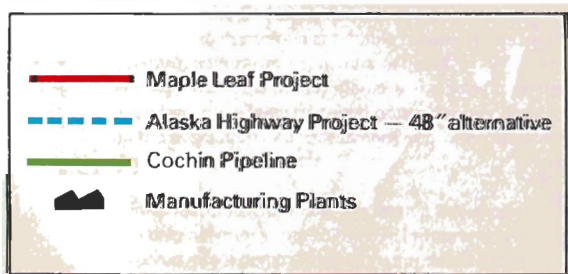 Maple Leaf Project
Alaska Highway Project — 48" alternative
Cochin Pipeline
Manufacturing Plants